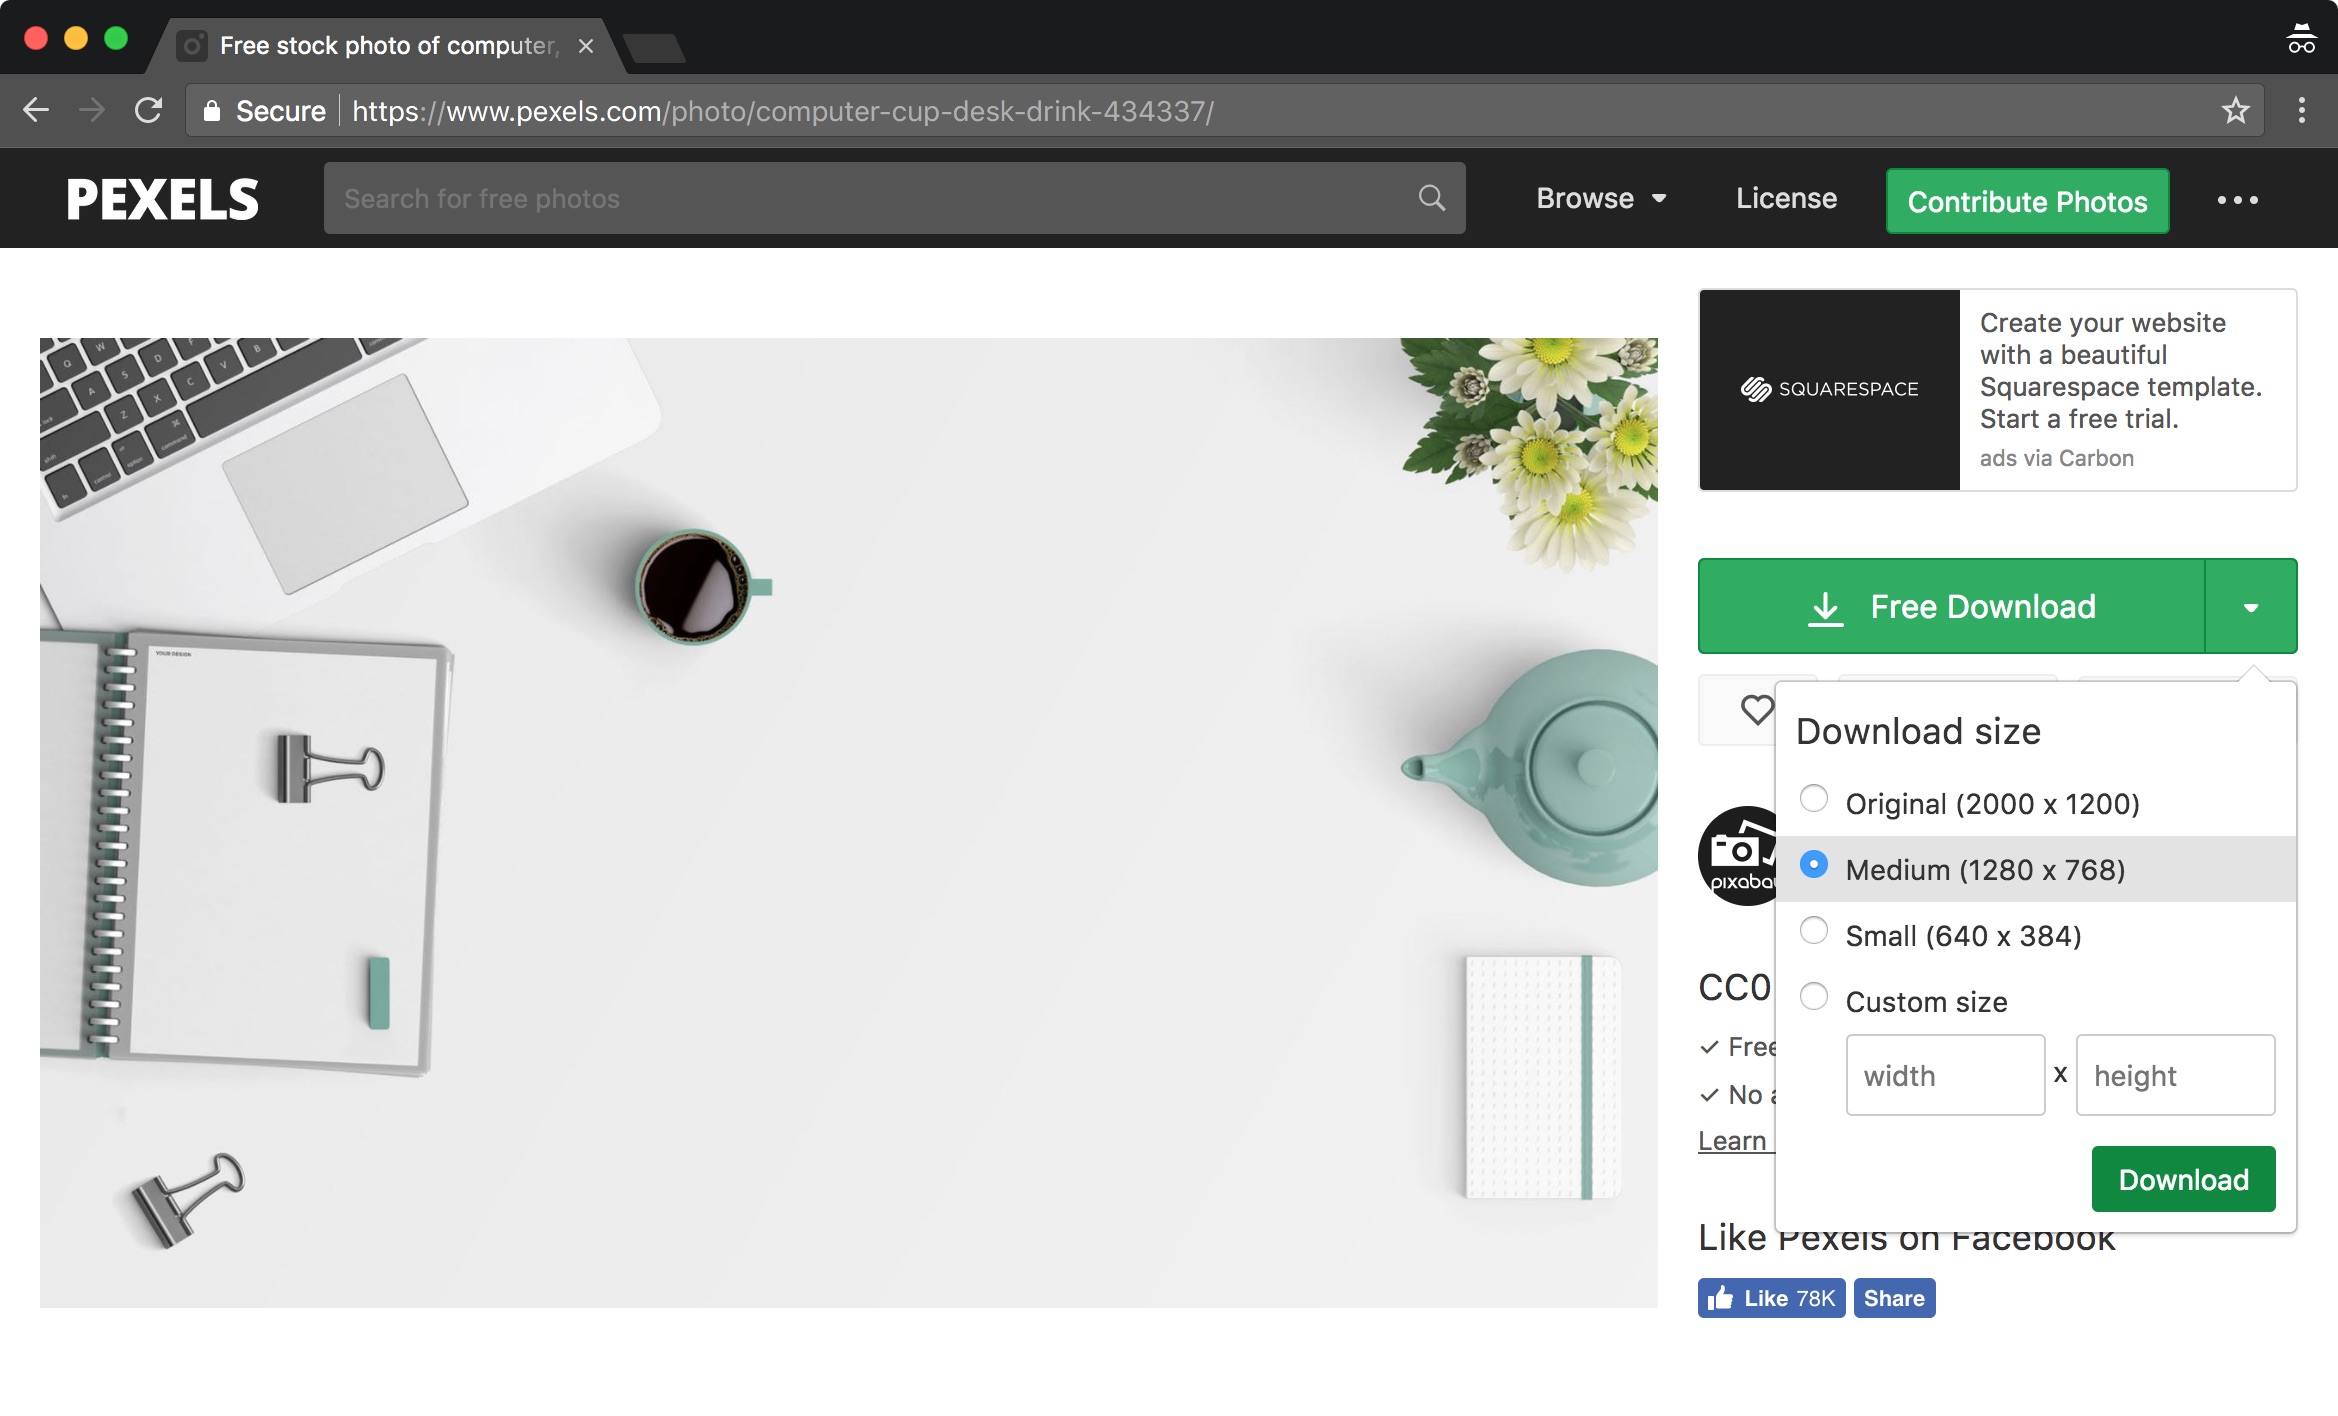 Free stock photo of computer,
Secure https://www.pexels.com/photo/computer-cup-desk-drink-434337/
PEXELS
Search for free photos
Browse
License
Contribute Photos
SQUARESPACE
Create your website
with a beautiful
Squarespace template.
Start a free trial.
ads via Carbon
Q W
A S D F
Z X C V B
YOUR DESIGN
Free Download
Download size
Original (2000 x 1200)
Medium (1280 x 768)
Small (640 x 384)
Custom size
width x height
Download
CC0
Free
No
Learn
Like Pexels on Facebook
Like 78K Share